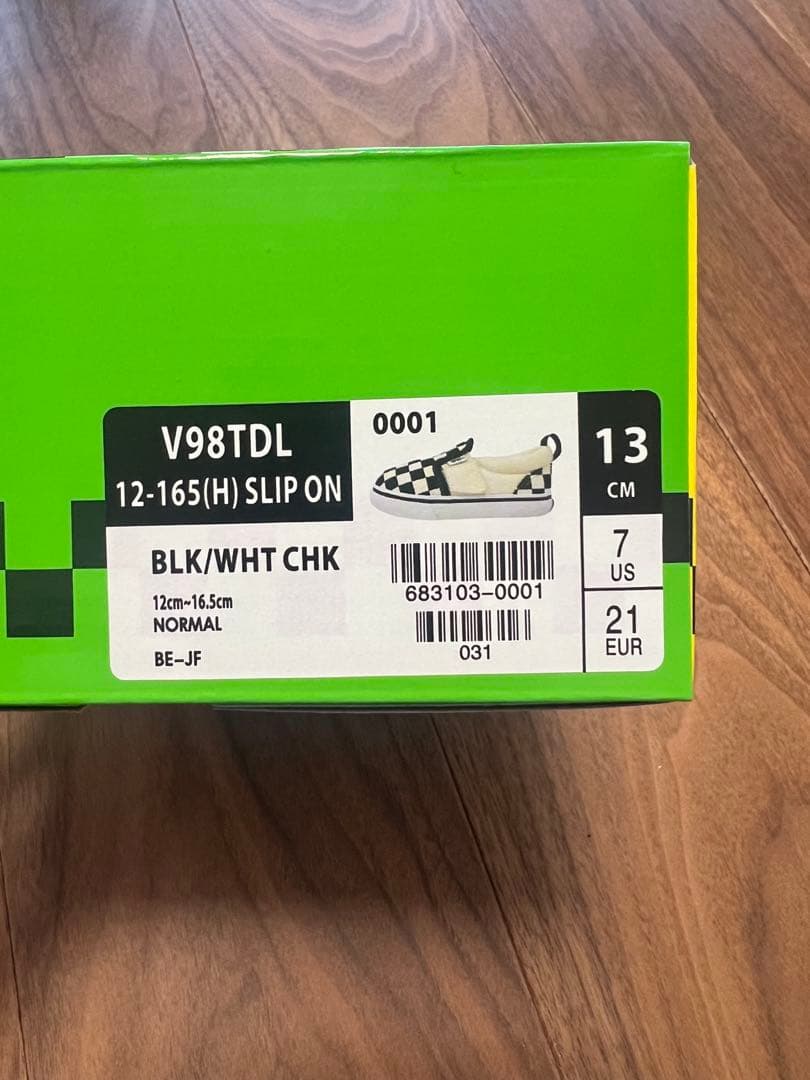 V98TDL
12-165(H) SLIP ON
0001
13
CM
BLK/WHT CHK
12cm~16.5cm
NORMAL
BE-JF
683103-0001
031
7
US
21
EUR